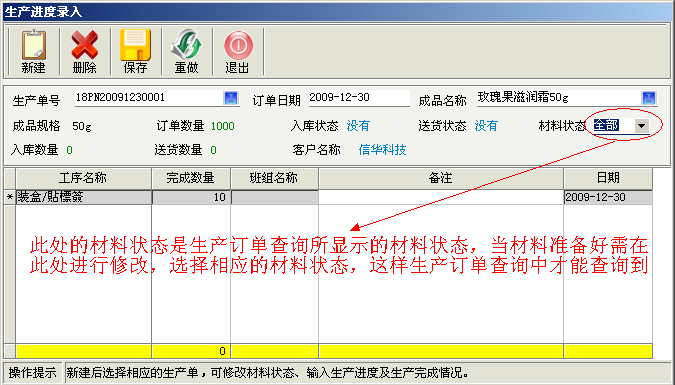 生产进度录入
新建 删除 保存 重做 退出
生产单号 18PN20091230001 订单日期 2009-12-30 成品名称 玫瑰果滋润霜50g
成品规格 50g 订单数量 1000 入库状态 没有 送货状态 没有 材料状态 全部
入库数量 0 送货数量 0 客户名称 信华科技
工序名称 完成数量 班组名称 备注 日期
* 装盒/貼標簽 10 2009-12-30
此处的材料状态是生产订单查询所显示的材料状态，当材料准备好需在
此处进行修改，选择相应的材料状态，这样生产订单查询中才能查询到
0
操作提示 新建后选择相应的生产单，可修改材料状态、输入生产进度及生产完成情况。